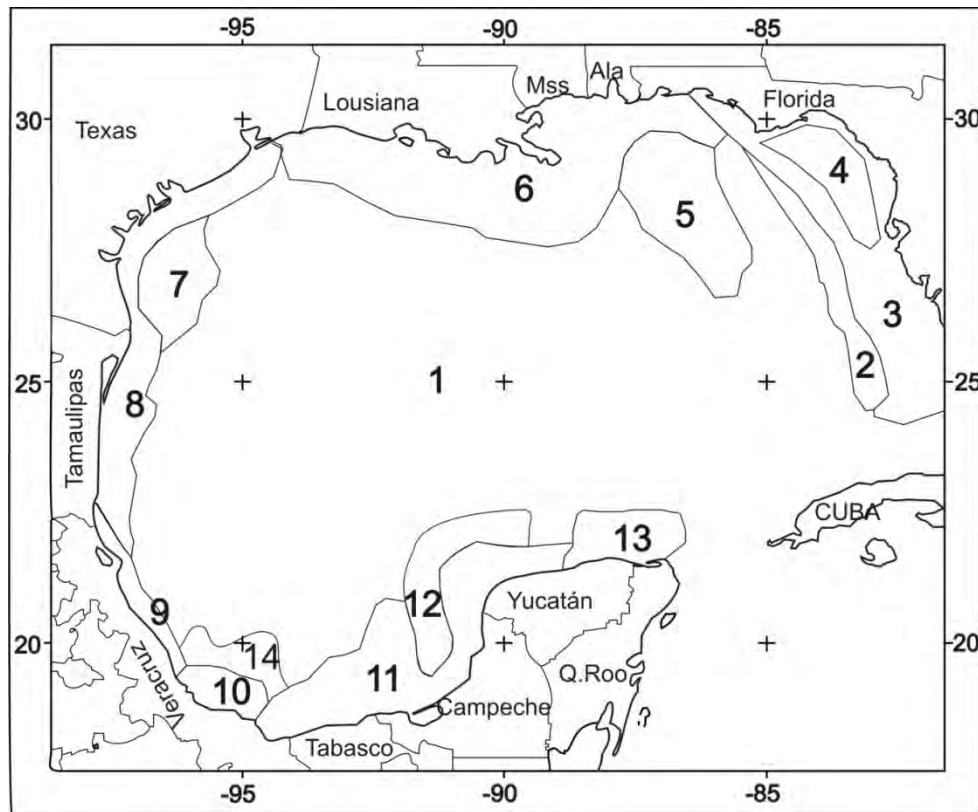 -95 -90 -85
Mss Ala
Lousiana Florida
30 Texas 30
4
6
5
7
3
2
25 1 25
8
Tamaulipas
CUBA
13
12 Yucatán
9
20 14 20
Q.Roo
11
10
Veracruz
Campeche
Tabasco
-95 -90 -85